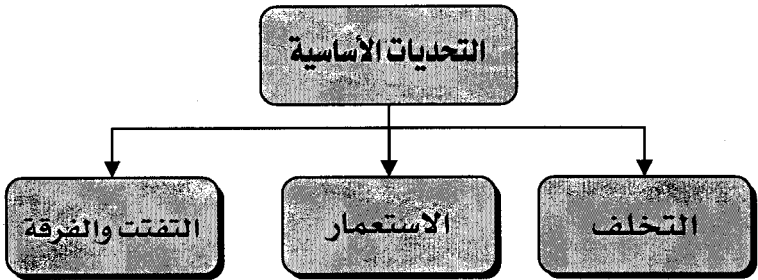 التحديات الأساسية
التخلف
الاستعمار
التفتت والفرقة